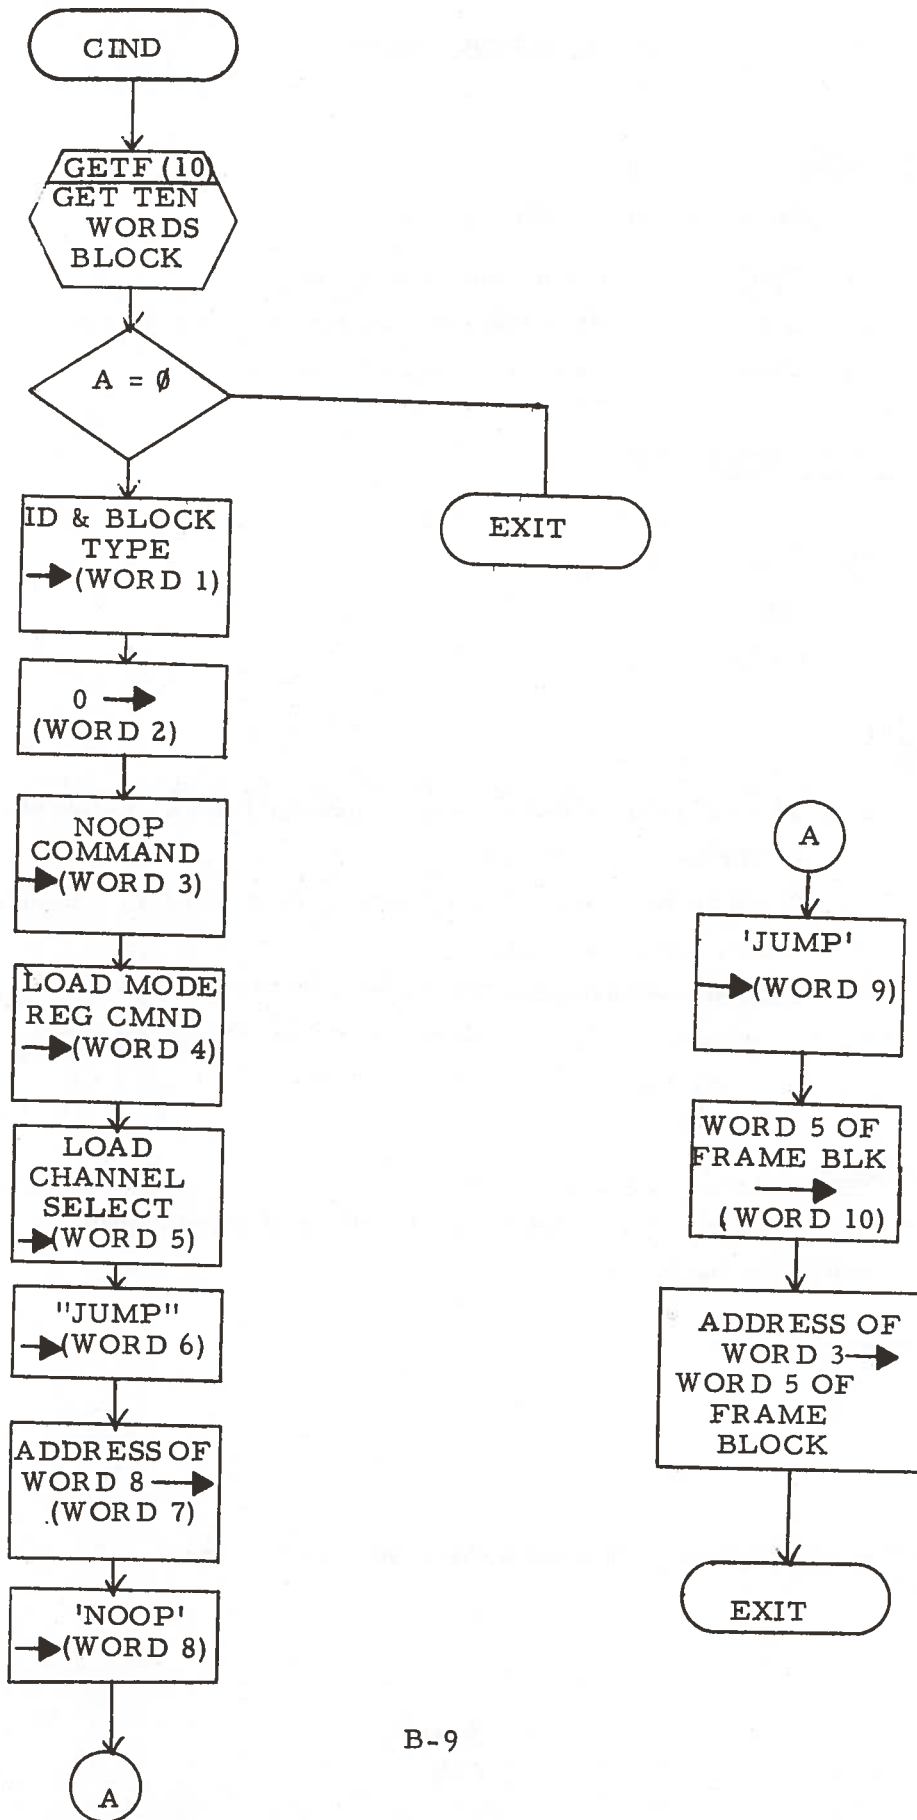 CIND
GETF (10)
GET TEN
WORDS
BLOCK
A = Ø
EXIT
ID & BLOCK
TYPE
(WORD 1)
0
(WORD 2)
NOOP
COMMAND
(WORD 3)
LOAD MODE
REG CMND
(WORD 4)
LOAD
CHANNEL
SELECT
(WORD 5)
"JUMP"
(WORD 6)
ADDRESS OF
WORD 8
(WORD 7)
'NOOP'
(WORD 8)
A
A
'JUMP'
(WORD 9)
WORD 5 OF
FRAME BLK
(WORD 10)
ADDRESS OF
WORD 3
WORD 5 OF
FRAME
BLOCK
EXIT
B-9